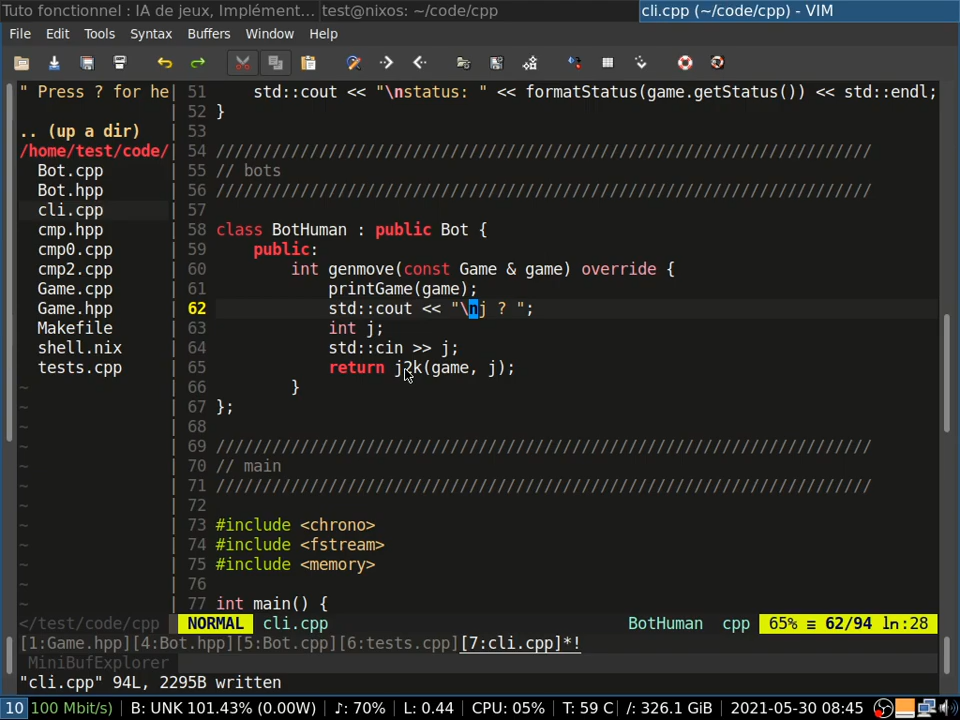 Tuto fonctionnel : IA de jeux, Implément... test@nixos: ~/code/cpp cli.cpp (~/code/cpp) - VIM
File Edit Tools Syntax Buffers Window Help
" Press ? for he| 51 std::cout << "\nstatus: " << formatStatus(game.getStatus()) << std::endl;
| 52 }
.. (up a dir) | 53
/home/test/code/| 54 //////////////////////////////////////////////////////////////////////
Bot.cpp | 55 // bots
Bot.hpp | 56 //////////////////////////////////////////////////////////////////////
cli.cpp | 57
cmp.hpp | 58 class BotHuman : public Bot {
cmp0.cpp | 59 public:
cmp2.cpp | 60 int genmove(const Game & game) override {
Game.cpp | 61 printGame(game);
Game.hpp | 62 std::cout << "\nj ? ";
Makefile | 63 int j;
shell.nix | 64 std::cin >> j;
tests.cpp | 65 return j2k(game, j);
~ | 66 }
~ | 67 };
~ | 68
~ | 69 //////////////////////////////////////////////////////////////////////
~ | 70 // main
~ | 71 //////////////////////////////////////////////////////////////////////
~ | 72
~ | 73 #include <chrono>
~ | 74 #include <fstream>
~ | 75 #include <memory>
~ | 76
~ | 77 int main() {
</test/code/cpp NORMAL cli.cpp BotHuman cpp 65% ≡ 62/94 ln:28
[1:Game.hpp][4:Bot.hpp][5:Bot.cpp][6:tests.cpp][7:cli.cpp]*!
MiniBufExplorer
"cli.cpp" 94L, 2295B written
10 100 Mbit/s) | B: UNK 101.43% (0.00W) | ♪: 70% | L: 0.44 | CPU: 05% | T: 59 C | /: 326.1 GiB | 2021-05-30 08:45